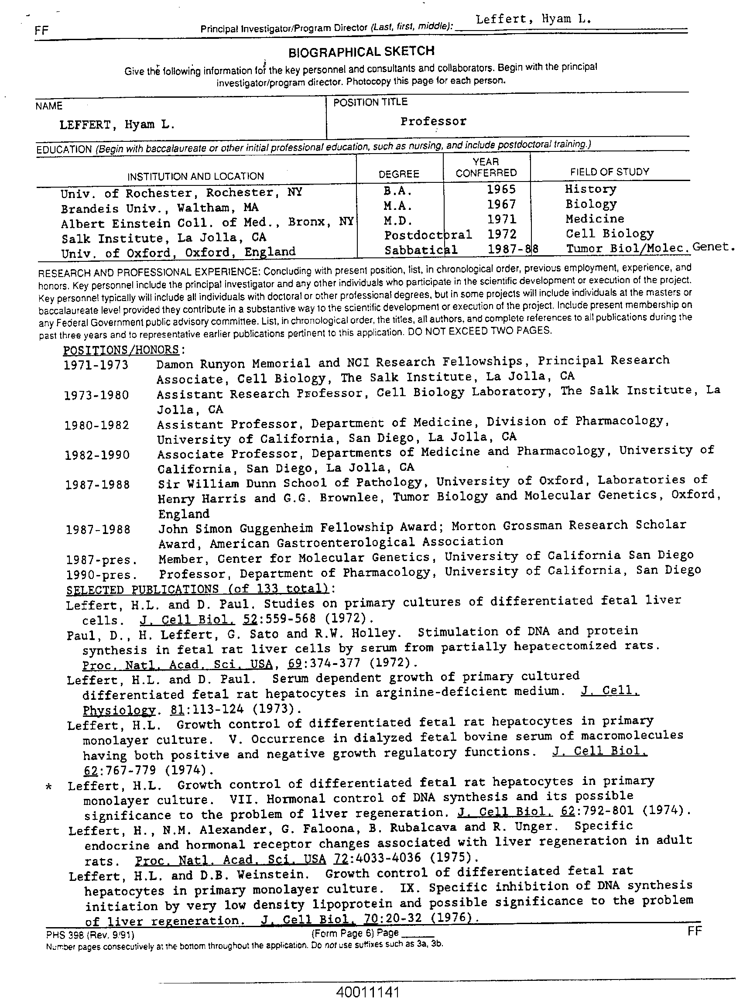 FF
Principal Investigator/Program Director (Last, first, middle): Leffert, Hyam L.
BIOGRAPHICAL SKETCH
Give the following information for the key personnel and consultants and collaborators. Begin with the principal
investigator/program director. Photocopy this page for each person.
NAME
POSITION TITLE
LEFFERT, Hyam L.
Professor
EDUCATION (Begin with baccalaureate or other initial professional education, such as nursing, and include postdoctoral training.)
INSTITUTION AND LOCATION DEGREE YEAR CONFERRED FIELD OF STUDY
Univ. of Rochester, Rochester, NY B.A. 1965 History
Brandeis Univ., Waltham, MA M.A. 1967 Biology
Albert Einstein Coll. of Med., Bronx, NY M.D. 1971 Medicine
Salk Institute, La Jolla, CA Postdoctoral 1972 Cell Biology
Univ. of Oxford, Oxford, England Sabbatical 1987-88 Tumor Biol/Molec. Genet.
RESEARCH AND PROFESSIONAL EXPERIENCE: Concluding with present position, list, in chronological order, previous employment, experience, and
honors. Key personnel include the principal investigator and any other individuals who participate in the scientific development or execution of the project.
Key personnel typically will include all individuals with doctoral or other professional degrees, but in some projects will include individuals at the masters or
baccalaureate level provided they contribute in a substantive way to the scientific development or execution of the project. Include present membership on
any Federal Government public advisory committee. List, in chronological order, the titles, all authors, and complete references to all publications during the
past three years and to representative earlier publications pertinent to this application. DO NOT EXCEED TWO PAGES.
POSITIONS/HONORS:
1971-1973 Damon Runyon Memorial and NCI Research Fellowships, Principal Research
Associate, Cell Biology, The Salk Institute, La Jolla, CA
1973-1980 Assistant Research Professor, Cell Biology Laboratory, The Salk Institute, La
Jolla, CA
1980-1982 Assistant Professor, Department of Medicine, Division of Pharmacology,
University of California, San Diego, La Jolla, CA
1982-1990 Associate Professor, Departments of Medicine and Pharmacology, University of
California, San Diego, La Jolla, CA
1987-1988 Sir William Dunn School of Pathology, University of Oxford, Laboratories of
Henry Harris and G.G. Brownlee, Tumor Biology and Molecular Genetics, Oxford,
England
1987-1988 John Simon Guggenheim Fellowship Award; Morton Grossman Research Scholar
Award, American Gastroenterological Association
1987-pres. Member, Center for Molecular Genetics, University of California San Diego
1990-pres. Professor, Department of Pharmacology, University of California, San Diego
SELECTED PUBLICATIONS (of 133 total):
Leffert, H.L. and D. Paul. Studies on primary cultures of differentiated fetal liver
cells. J. Cell Biol. 52:559-568 (1972).
Paul, D., H. Leffert, G. Sato and R.W. Holley. Stimulation of DNA and protein
synthesis in fetal rat liver cells by serum from partially hepatectomized rats.
Proc. Natl. Acad. Sci. USA, 69:374-377 (1972).
Leffert, H.L. and D. Paul. Serum dependent growth of primary cultured
differentiated fetal rat hepatocytes in arginine-deficient medium. J. Cell.
Physiology. 81:113-124 (1973).
Leffert, H.L. Growth control of differentiated fetal rat hepatocytes in primary
monolayer culture. V. Occurrence in dialyzed fetal bovine serum of macromolecules
having both positive and negative growth regulatory functions. J. Cell Biol.
62:767-779 (1974).
* Leffert, H.L. Growth control of differentiated fetal rat hepatocytes in primary
monolayer culture. VII. Hormonal control of DNA synthesis and its possible
significance to the problem of liver regeneration. J. Cell Biol. 62:792-801 (1974).
Leffert, H., N.M. Alexander, G. Faloona, B. Rubalcava and R. Unger. Specific
endocrine and hormonal receptor changes associated with liver regeneration in adult
rats. Proc. Natl. Acad. Sci. USA 72:4033-4036 (1975).
Leffert, H.L. and D.B. Weinstein. Growth control of differentiated fetal rat
hepatocytes in primary monolayer culture. IX. Specific inhibition of DNA synthesis
initiation by very low density lipoprotein and possible significance to the problem
of liver regeneration. J. Cell Biol. 70:20-32 (1976).
PHS 398 (Rev. 9/91) (Form Page 6) Page ____ FF
Number pages consecutively at the bottom throughout the application. Do not use suffixes such as 3a, 3b.
40011141